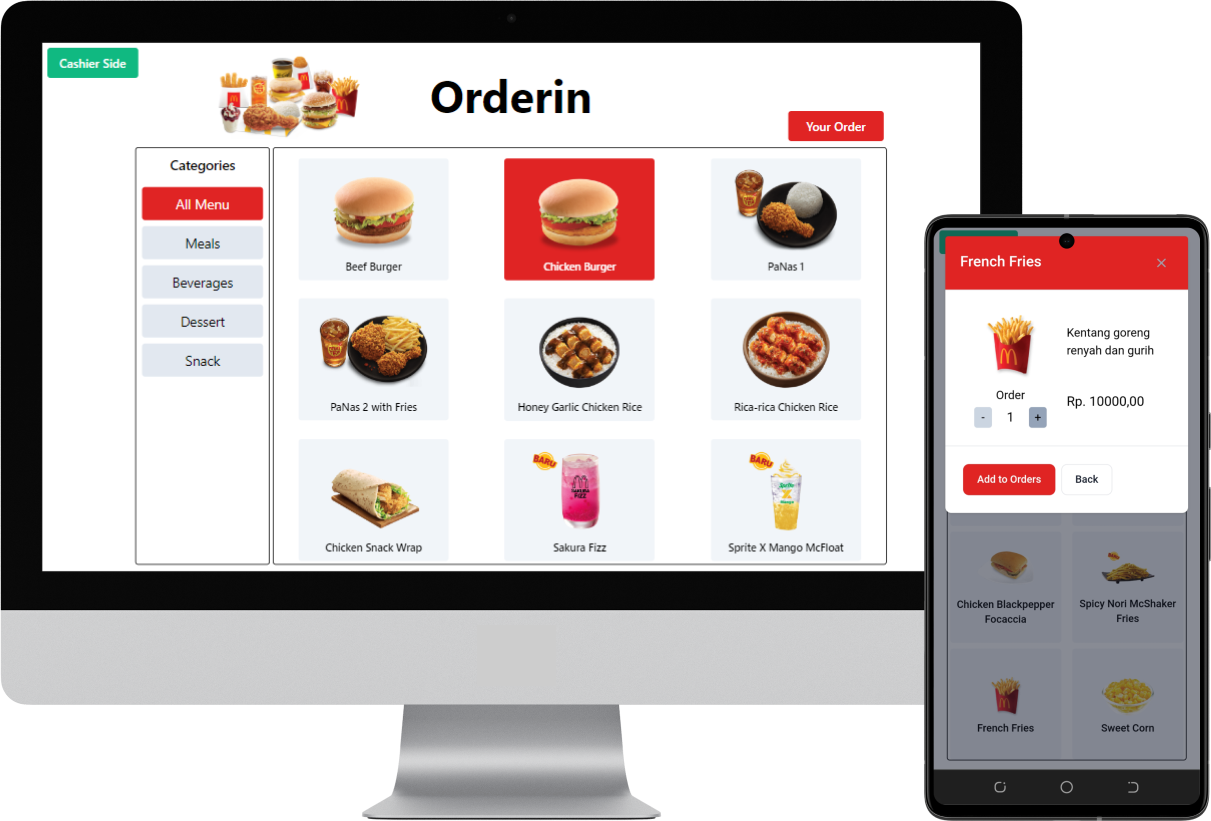 Cashier Side
Orderin
Your Order
Categories
All Menu
Meals
Beverages
Dessert
Snack
Beef Burger
Chicken Burger
PaNas 1
PaNas 2 with Fries
Honey Garlic Chicken Rice
Rica-rica Chicken Rice
BARU
BARU
SAKURA
FIZZ
Sprite
X
Chicken Snack Wrap
Sakura Fizz
Sprite X Mango McFloat
French Fries
Kentang goreng
renyah dan gurih
Order
- 1 +
Rp. 10000,00
Add to Orders
Back
Chicken Blackpepper
Focaccia
Spicy Nori McShaker
Fries
French Fries
Sweet Corn